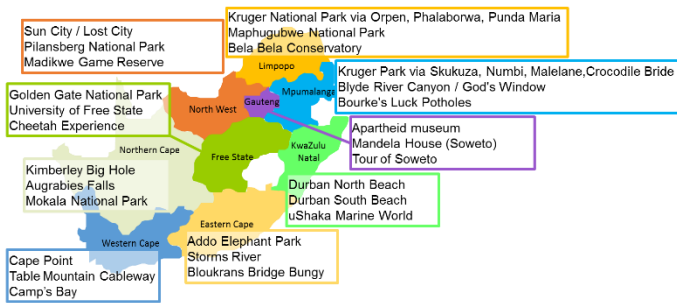 Sun City / Lost City
Pilansberg National Park
Madikwe Game Reserve
Kruger National Park via Orpen, Phalaborwa, Punda Maria
Maphugubwe National Park
Bela Bela Conservatory
Limpopo
Kruger Park via Skukuza, Numbi, Malelane,Crocodile Bride
Blyde River Canyon / God's Window
Bourke's Luck Potholes
Mpumalanga
Golden Gate National Park
University of Free State
Cheetah Experience
North West
Gauteng
Apartheid museum
Mandela House (Soweto)
Tour of Soweto
Northern Cape
Free State
KwaZulu
Natal
Kimberley Big Hole
Augrabies Falls
Mokala National Park
Durban North Beach
Durban South Beach
uShaka Marine World
Eastern Cape
Addo Elephant Park
Storms River
Bloukrans Bridge Bungy
Western Cape
Cape Point
Table Mountain Cableway
Camp's Bay